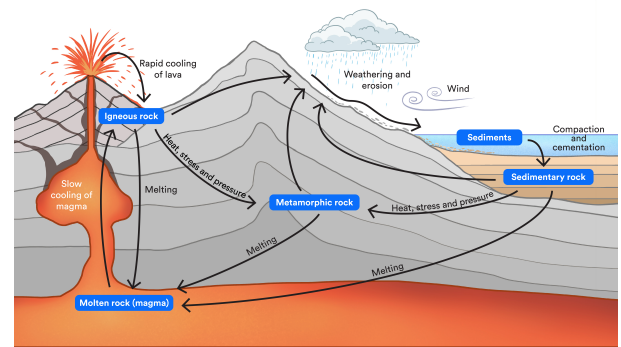 Rapid cooling
of lava
Weathering and
erosion
Wind
Igneous rock
Sediments
Compaction
and
cementation
Heat, stress and pressure
Sedimentary rock
Slow
cooling of
magma
Melting
Metamorphic rock
Heat, stress and pressure
Melting
Melting
Molten rock (magma)